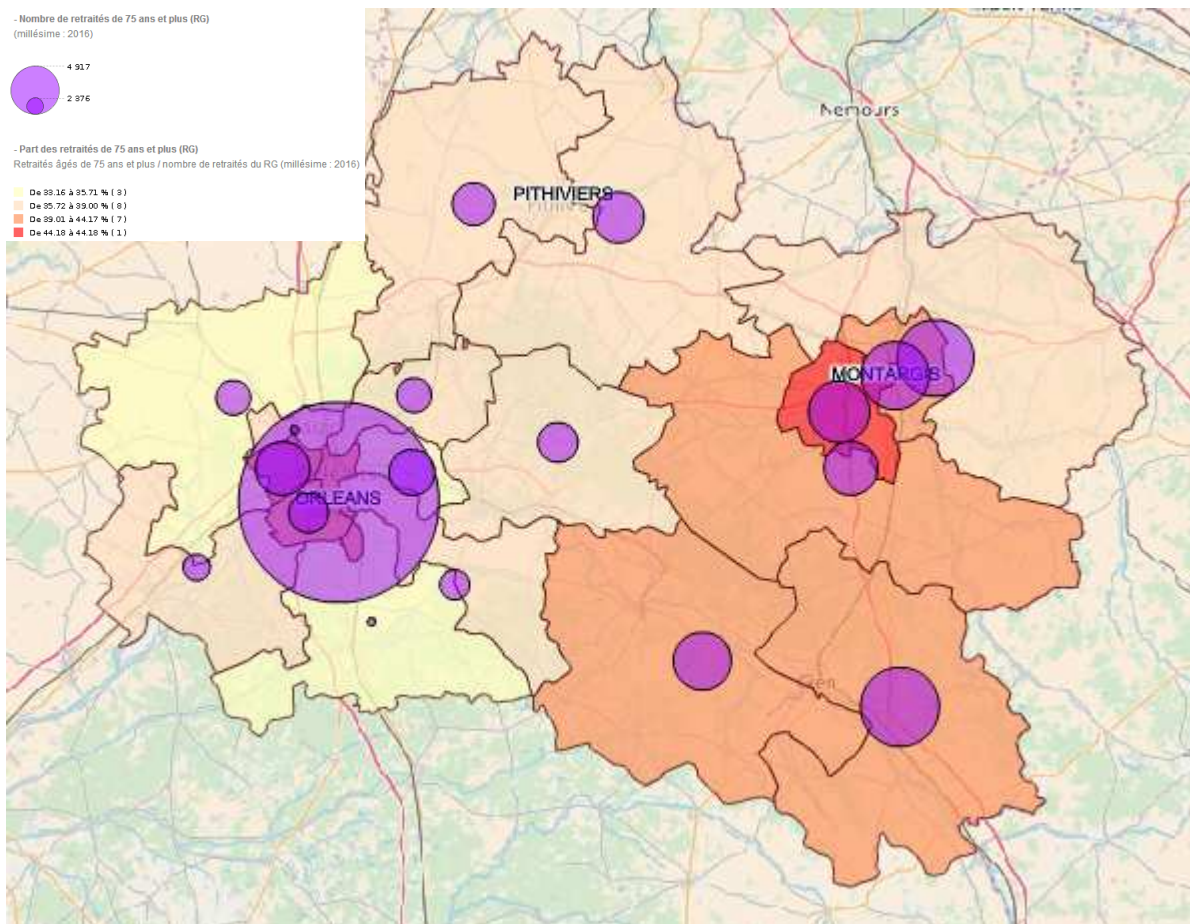 - Nombre de retraités de 75 ans et plus (RG)
(millésime : 2016)
4 917
2 376
- Part des retraités de 75 ans et plus (RG)
Retraités âgés de 75 ans et plus / nombre de retraités du RG (millésime : 2016)
De 33.16 à 35.71 % ( 3 )
De 35.72 à 39.00 % ( 8 )
De 39.01 à 44.17 % ( 7 )
De 44.18 à 44.18 % ( 1 )
Nemours
PITHIVIERS
MONTARGIS
ORLEANS
Gien